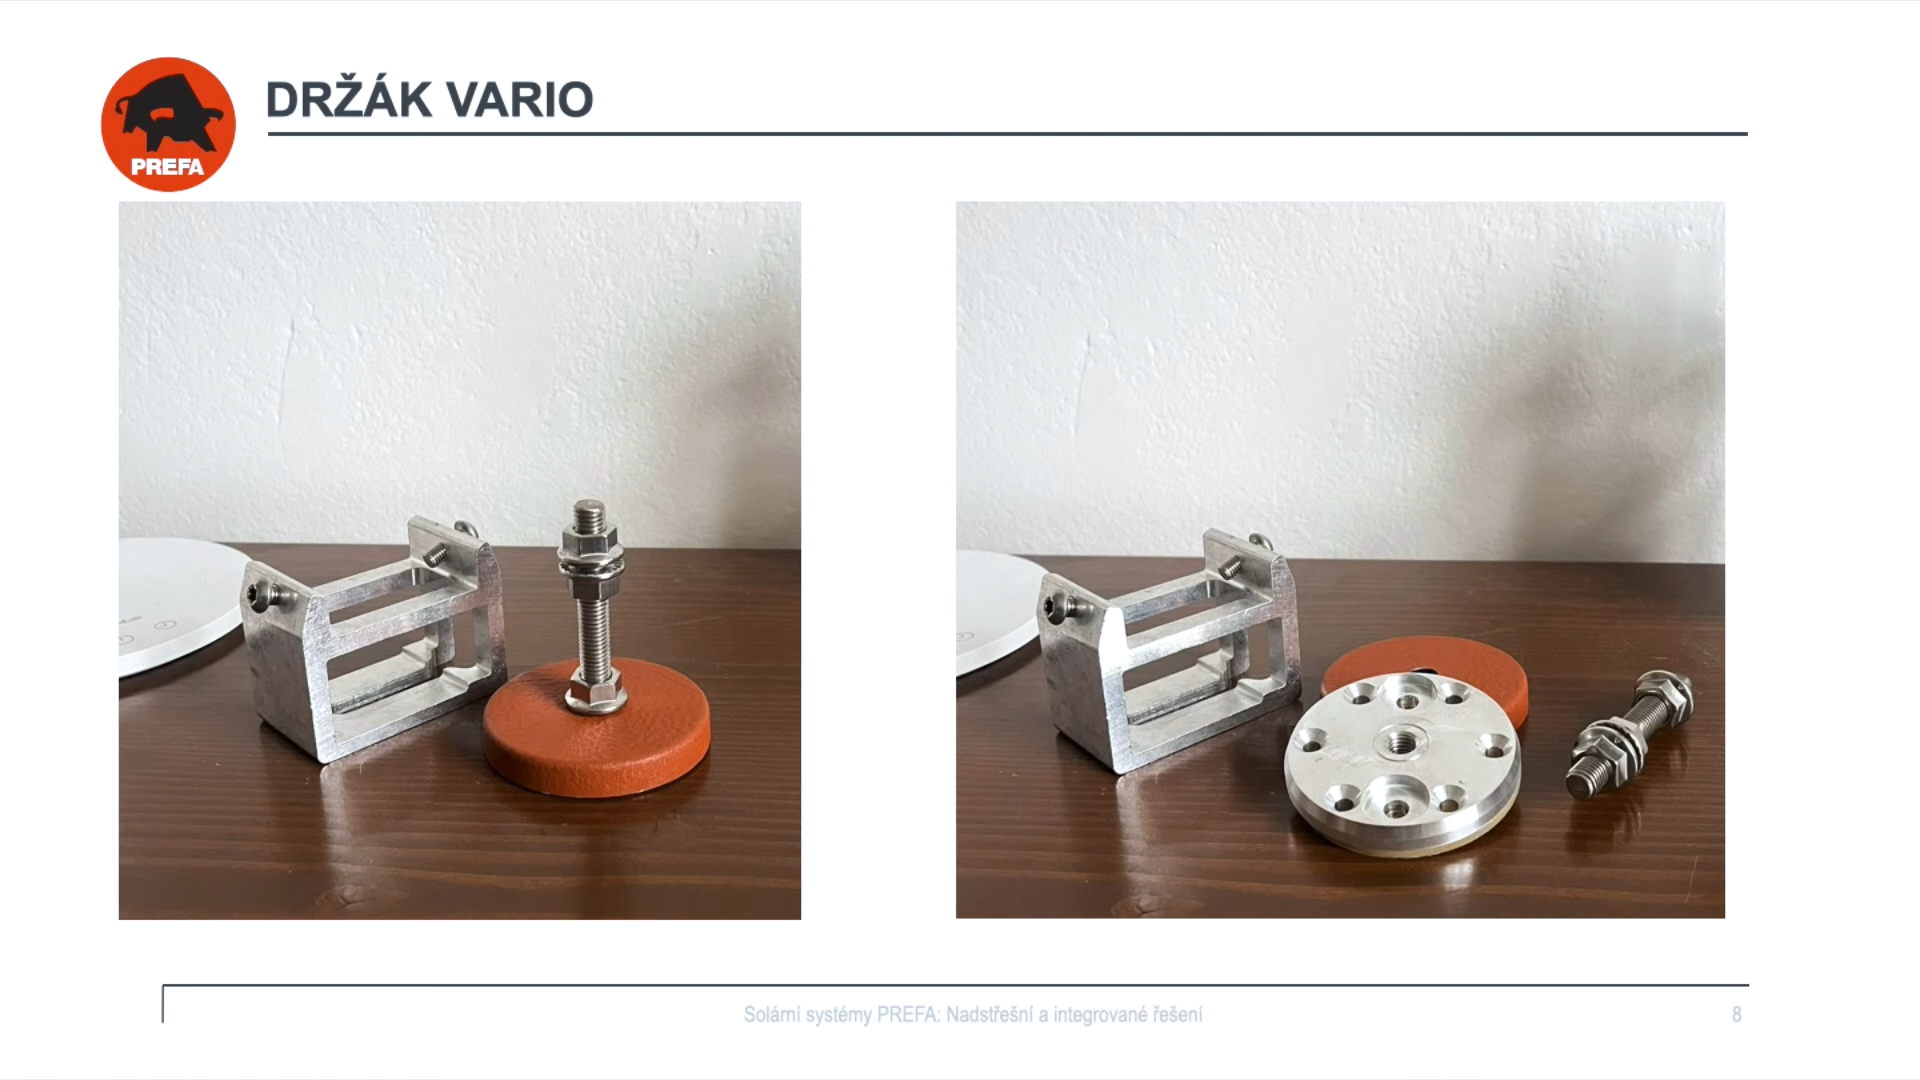 DRŽÁK VARIO
PREFA
Solární systémy PREFA: Nadstřešní a integrované řešení
8